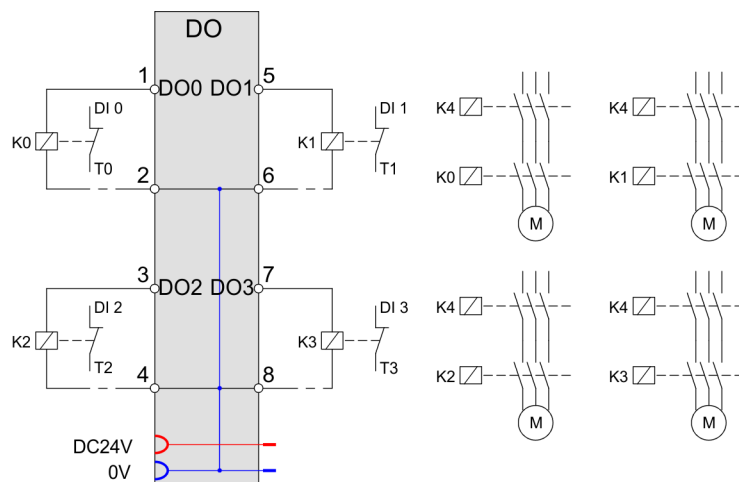 DO
1 DO0 DO1 5
DI 0
K0
T0
2 6
DI 1
K1
T1
3 DO2 DO3 7
DI 2
K2
T2
4 8
DI 3
K3
T3
DC24V
0V
K4
K0
M
K4
K1
M
K4
K2
M
K4
K3
M